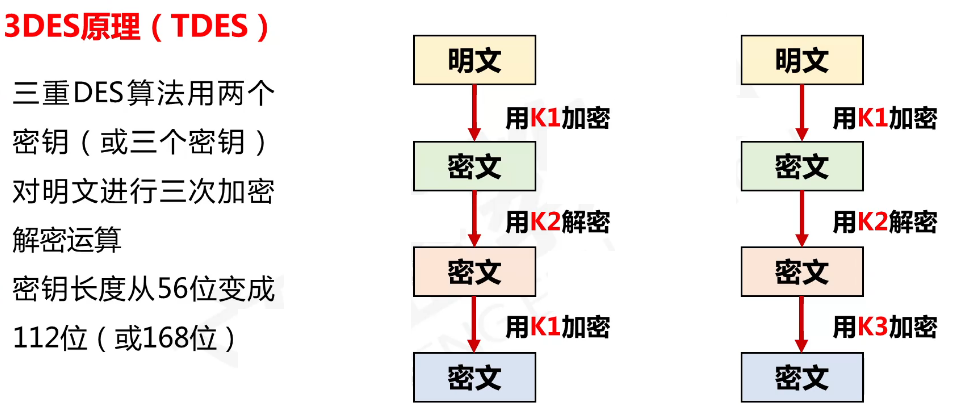 3DES原理（TDES）
三重DES算法用两个
密钥（或三个密钥）
对明文进行三次加密
解密运算
密钥长度从56位变成
112位（或168位）
明文
用K1加密
密文
用K2解密
密文
用K1加密
密文
明文
用K1加密
密文
用K2解密
密文
用K3加密
密文